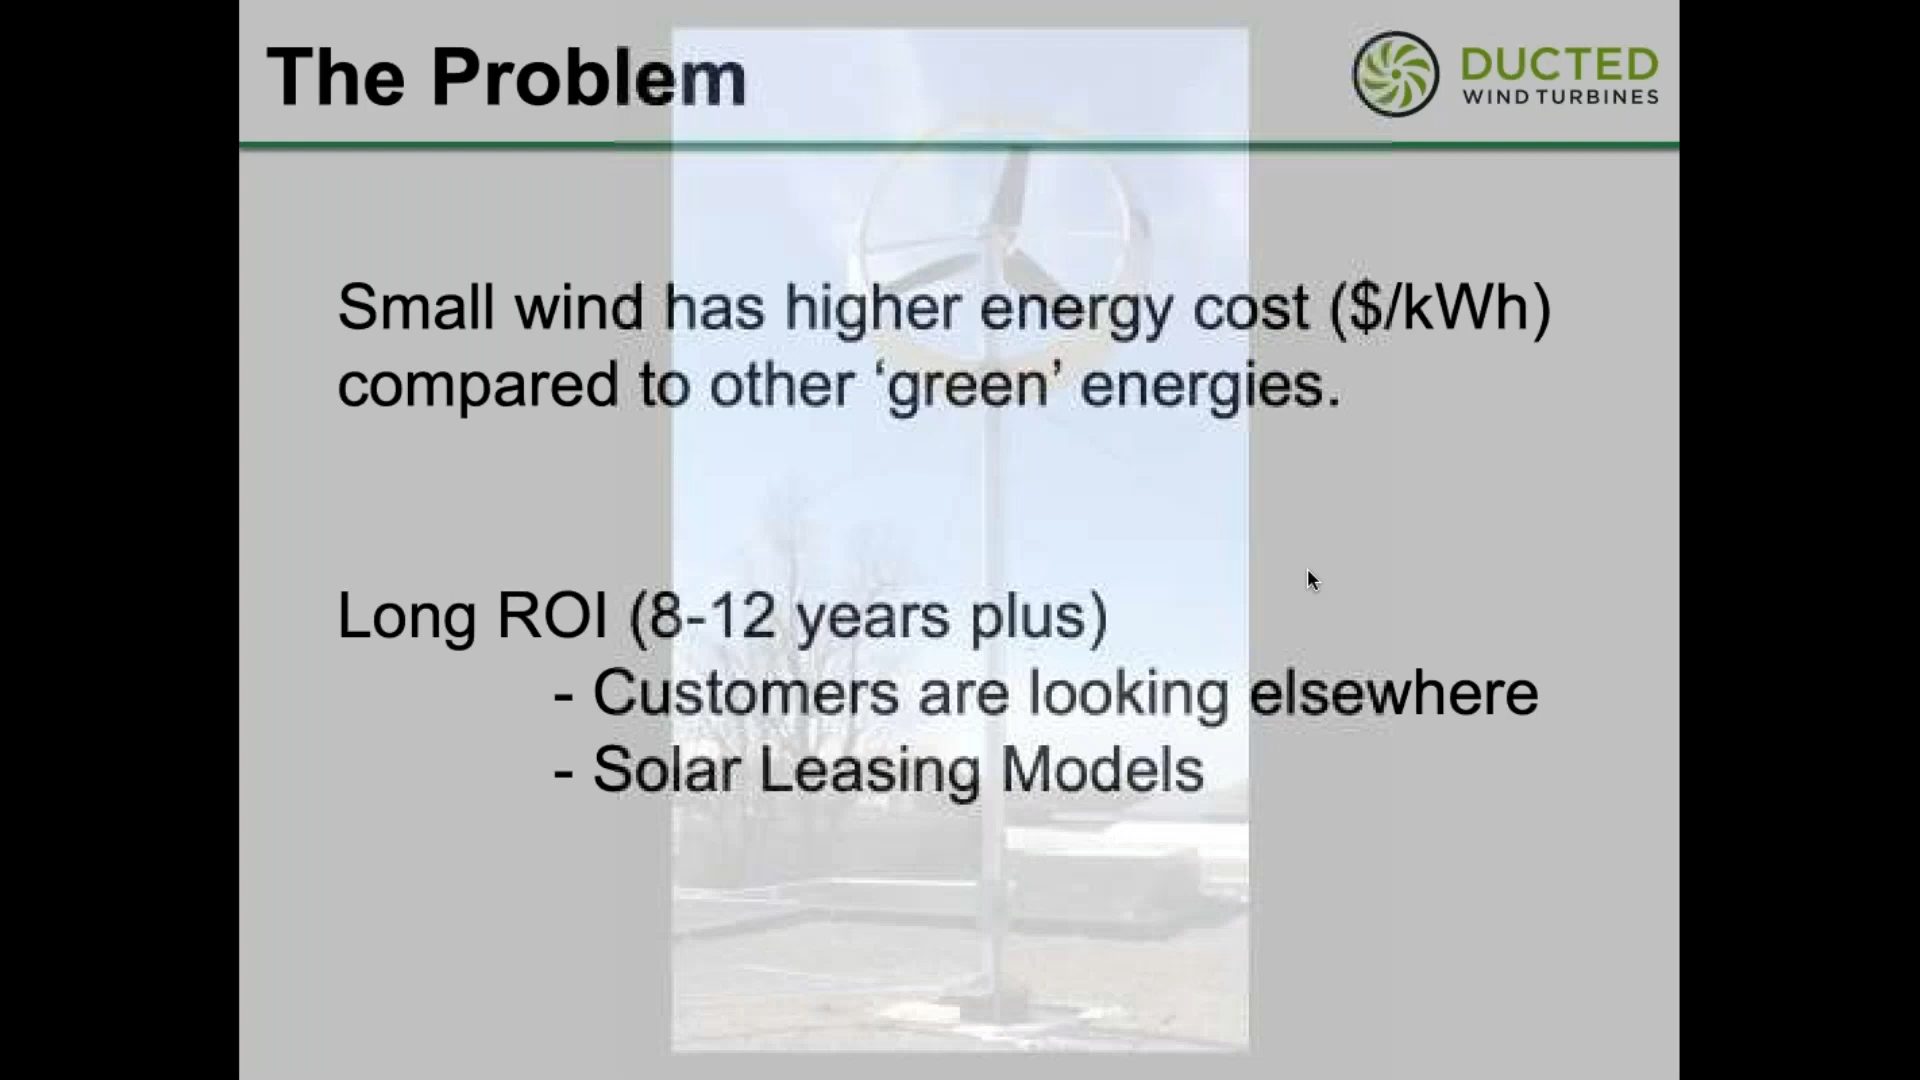 The Problem
DUCTED
WIND TURBINES
Small wind has higher energy cost ($/kWh)
compared to other ‘green’ energies.
Long ROI (8-12 years plus)
- Customers are looking elsewhere
- Solar Leasing Models